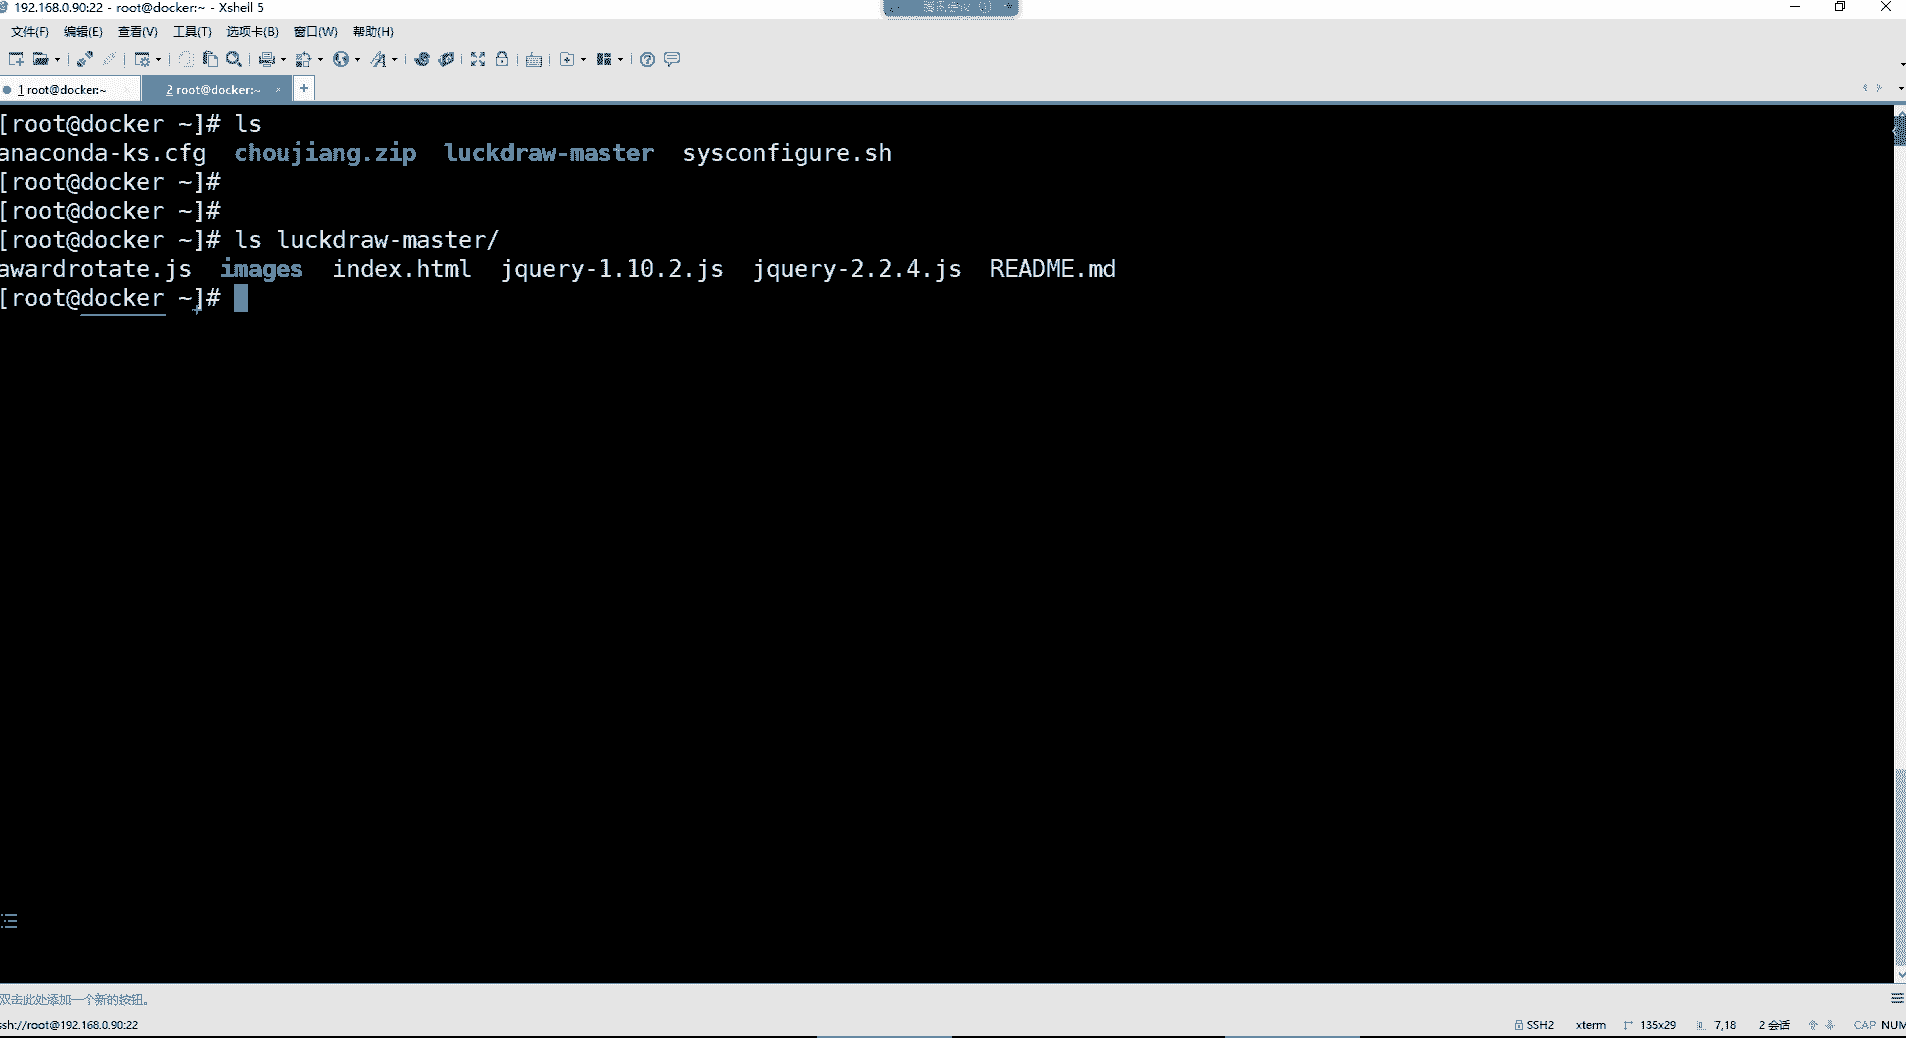 192.168.0.90:22 - root@docker:~ - Xshell 5
文件(F) 编辑(E) 查看(V) 工具(T) 选项卡(B) 窗口(W) 帮助(H)
1 root@docker:~ 2 root@docker:~ × +
[root@docker ~]# ls
anaconda-ks.cfg choujiang.zip luckdraw-master sysconfigure.sh
[root@docker ~]#
[root@docker ~]#
[root@docker ~]# ls luckdraw-master/
awardrotate.js images index.html jquery-1.10.2.js jquery-2.2.4.js README.md
[root@docker ~]#
双击此处添加一个新的按钮。
ssh://root@192.168.0.90:22 SSH2 xterm 135x29 7,18 2 会话 CAP NUM